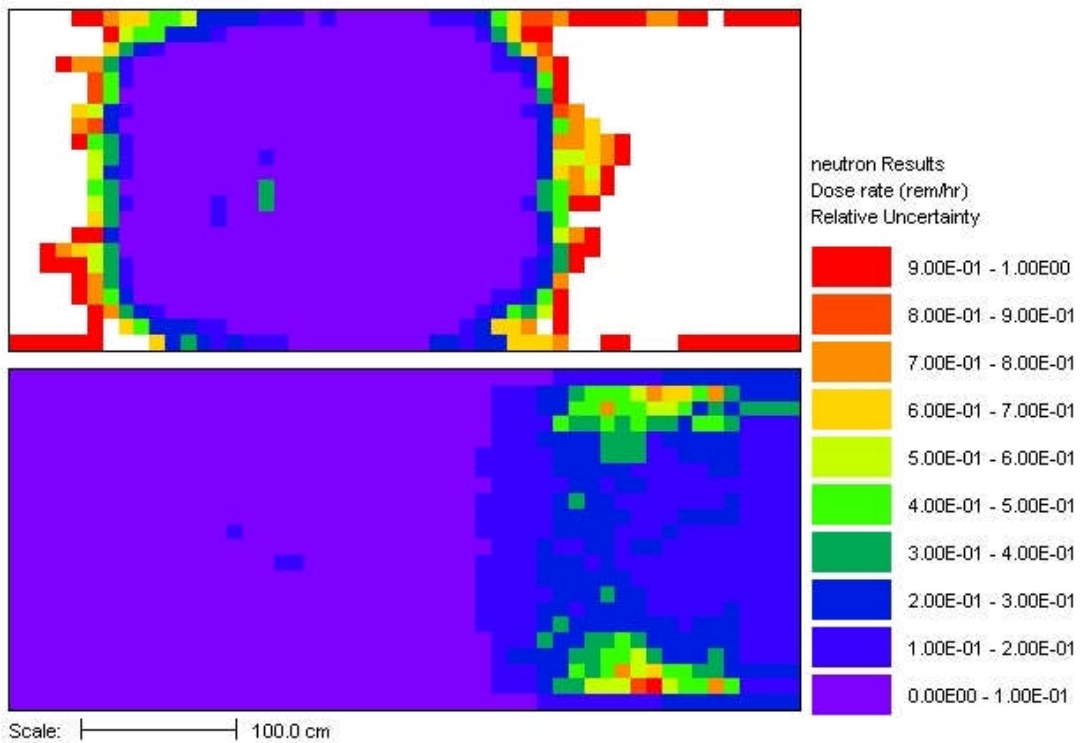 neutron Results
Dose rate (rem/hr)
Relative Uncertainty
9.00E-01 - 1.00E00
8.00E-01 - 9.00E-01
7.00E-01 - 8.00E-01
6.00E-01 - 7.00E-01
5.00E-01 - 6.00E-01
4.00E-01 - 5.00E-01
3.00E-01 - 4.00E-01
2.00E-01 - 3.00E-01
1.00E-01 - 2.00E-01
0.00E00 - 1.00E-01
Scale: 100.0 cm